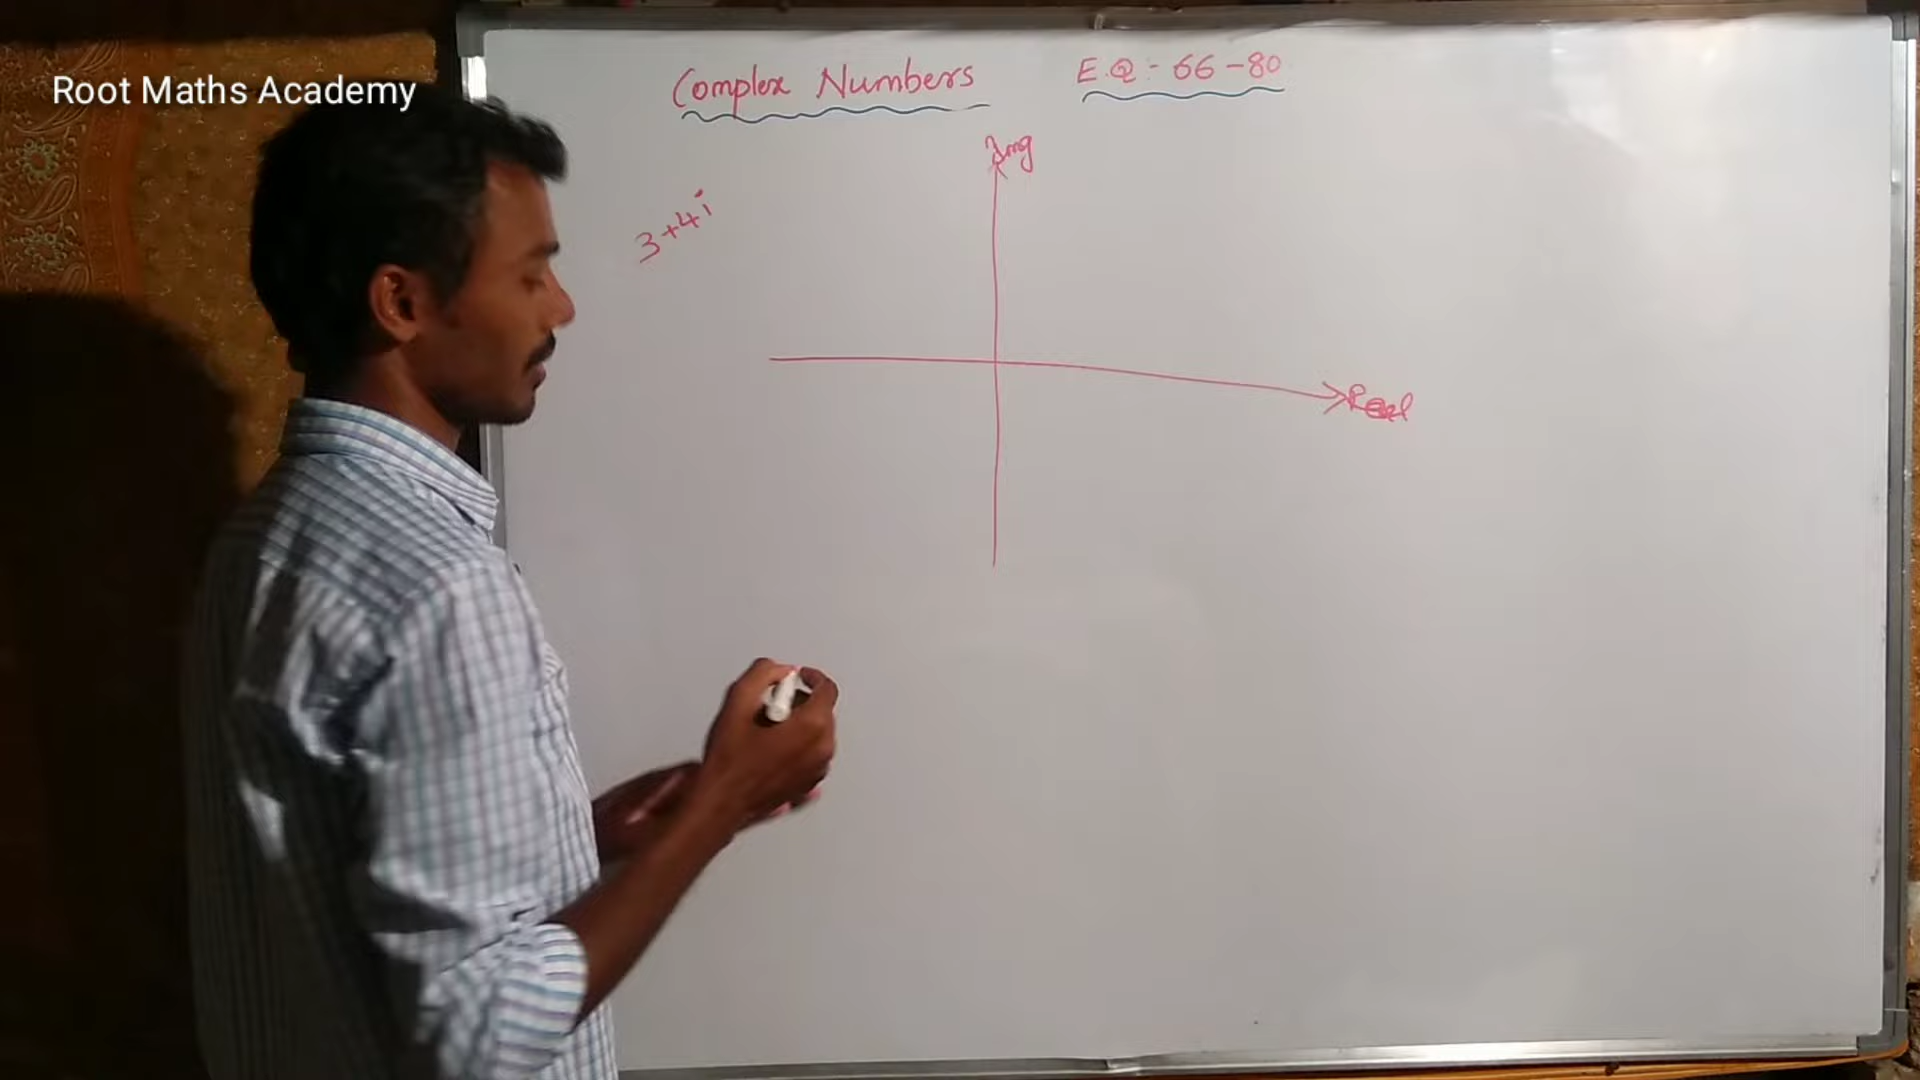 Root Maths Academy
Complex Numbers E.Q:- 66-80
Img
3+4i
Real